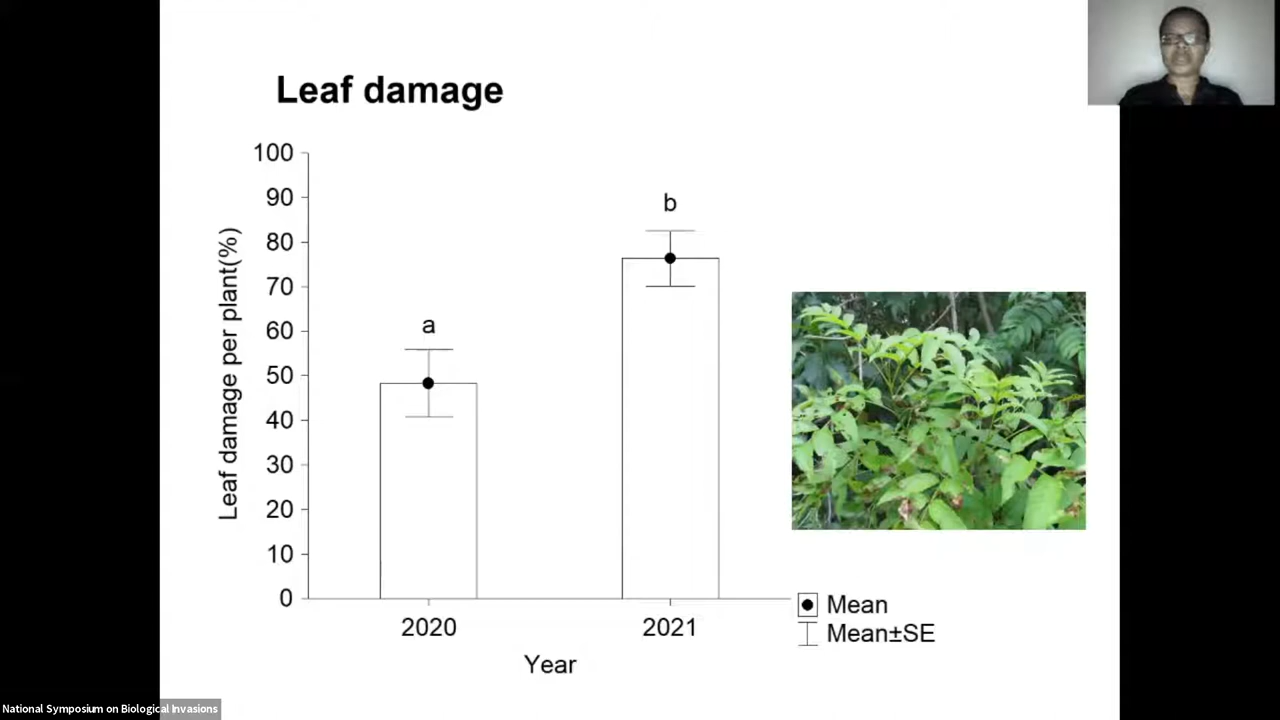 Leaf damage
Leaf damage per plant(%)
100
90
80
70
60
50
40
30
20
10
0
a
b
2020
2021
Year
Mean
Mean±SE
National Symposium on Biological Invasions